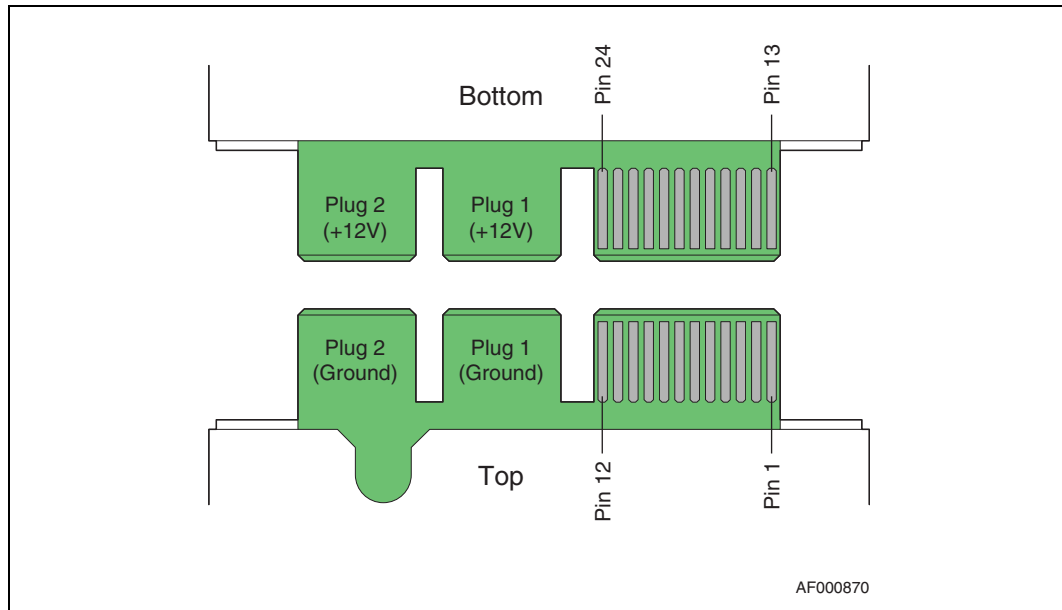 Pin 24
Pin 13
Bottom
Plug 2
(+12V)
Plug 1
(+12V)
Plug 2
(Ground)
Plug 1
(Ground)
Top
Pin 12
Pin 1
AF000870